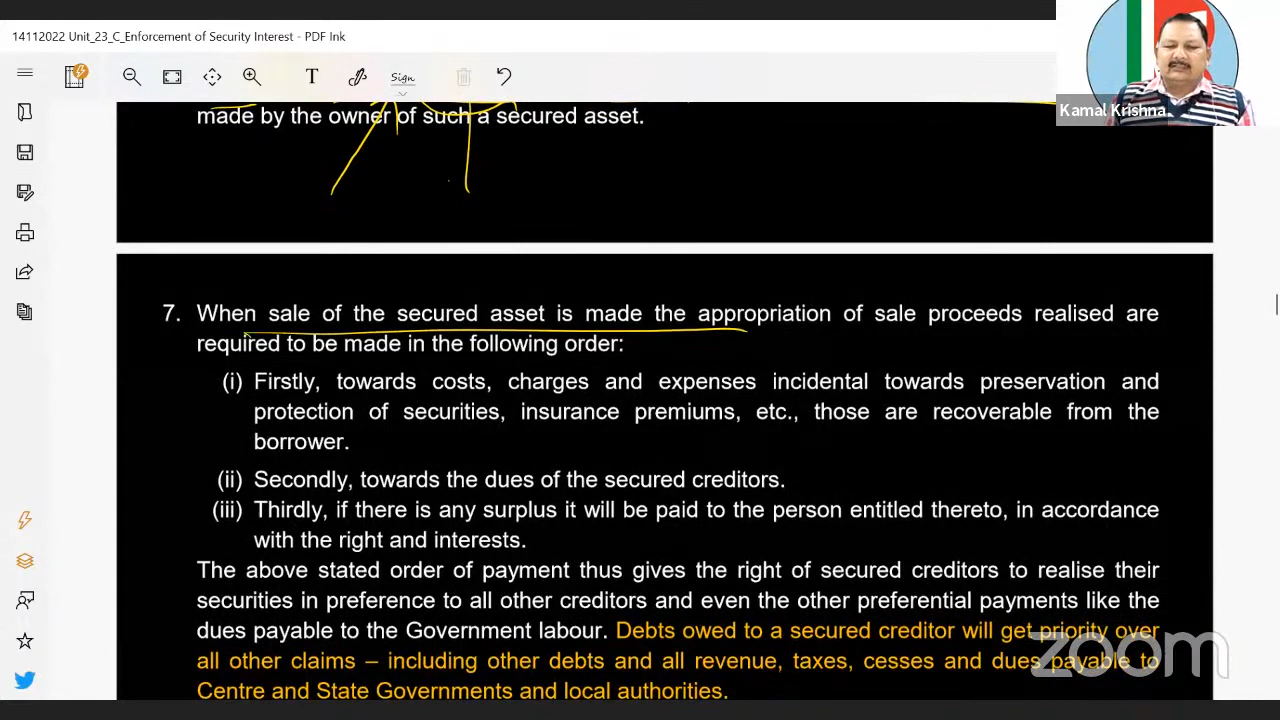 14112022 Unit_23_C_Enforcement of Security Interest - PDF Ink
T
Sign
Kamal Krishna
made by the owner of such a secured asset.
7. When sale of the secured asset is made the appropriation of sale proceeds realised are
required to be made in the following order:
(i) Firstly, towards costs, charges and expenses incidental towards preservation and
protection of securities, insurance premiums, etc., those are recoverable from the
borrower.
(ii) Secondly, towards the dues of the secured creditors.
(iii) Thirdly, if there is any surplus it will be paid to the person entitled thereto, in accordance
with the right and interests.
The above stated order of payment thus gives the right of secured creditors to realise their
securities in preference to all other creditors and even the other preferential payments like the
dues payable to the Government labour. Debts owed to a secured creditor will get priority over
all other claims – including other debts and all revenue, taxes, cesses and dues payable to
Centre and State Governments and local authorities.
zoom